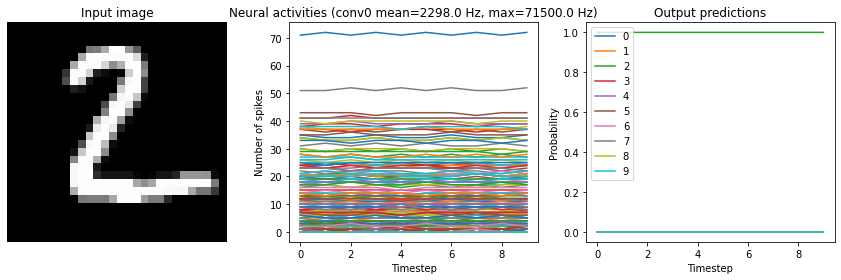 Input image
2
Neural activities (conv0 mean=2298.0 Hz, max=71500.0 Hz)
Number of spikes
70
60
50
40
30
20
10
0
0 2 4 6 8
Timestep
Output predictions
Probability
1.0
0.8
0.6
0.4
0.2
0.0
0
1
2
3
4
5
6
7
8
9
0 2 4 6 8
Timestep